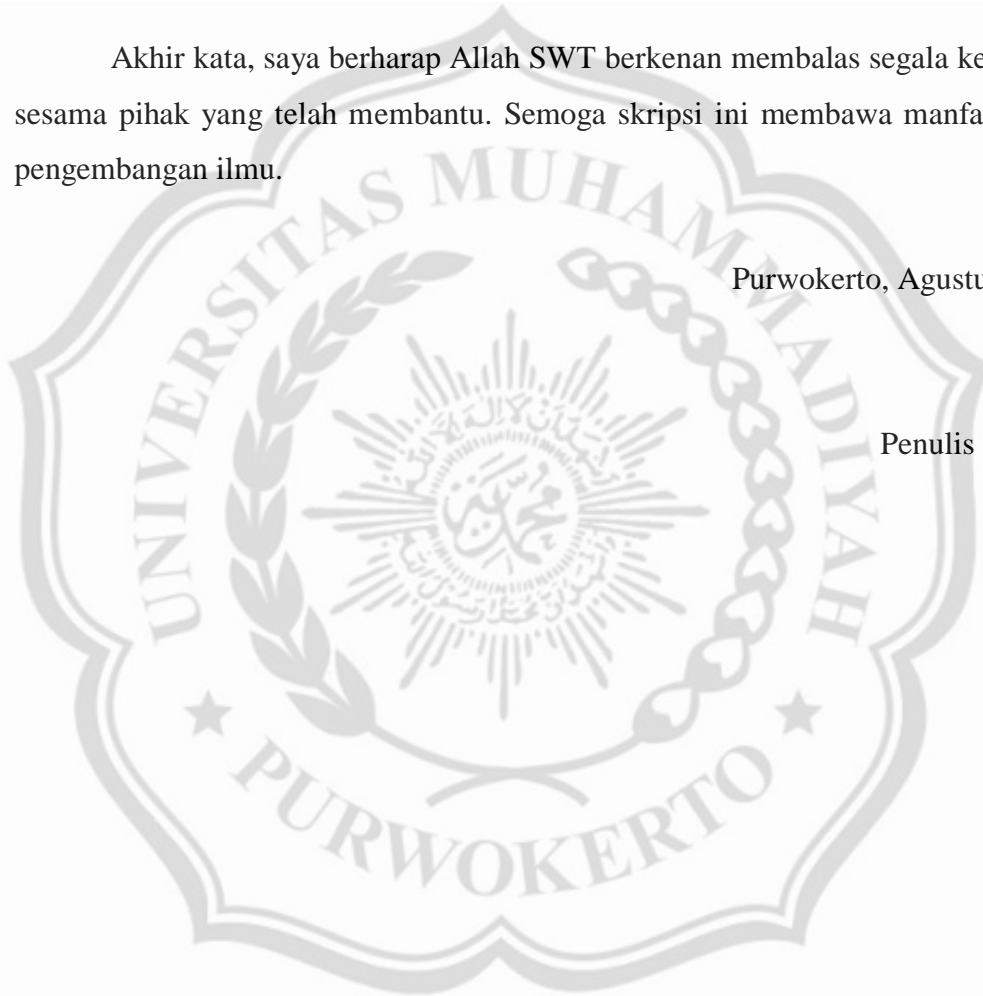 Akhir kata, saya berharap Allah SWT berkenan membalas segala ke
sesama pihak yang telah membantu. Semoga skripsi ini membawa manfa
pengembangan ilmu.
Purwokerto, Agustu
Penulis
UNIVERSITAS MUHAMMADIYAH
PURWOKERTO